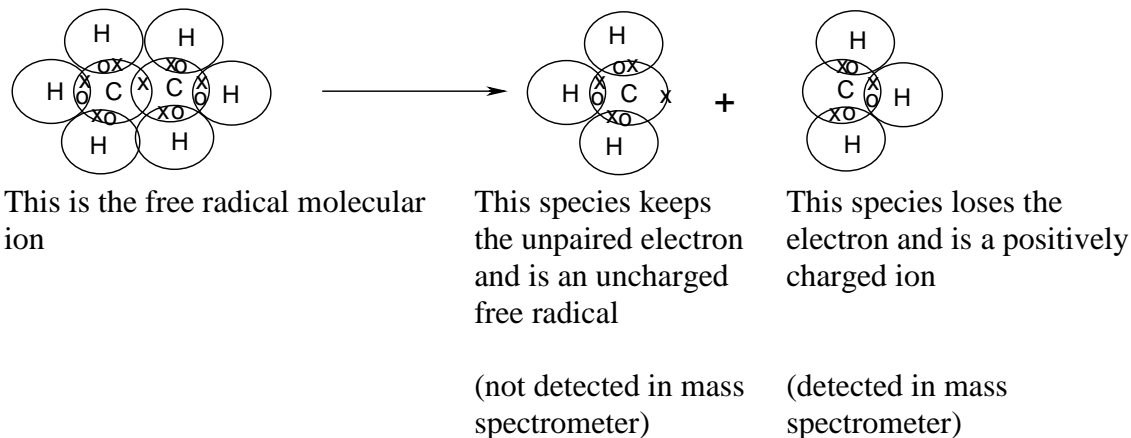 H H H H
H C x C H H C x + C H
H H H H
This is the free radical molecular
ion
This species keeps
the unpaired electron
and is an uncharged
free radical
(not detected in mass
spectrometer)
This species loses the
electron and is a positively
charged ion
(detected in mass
spectrometer)